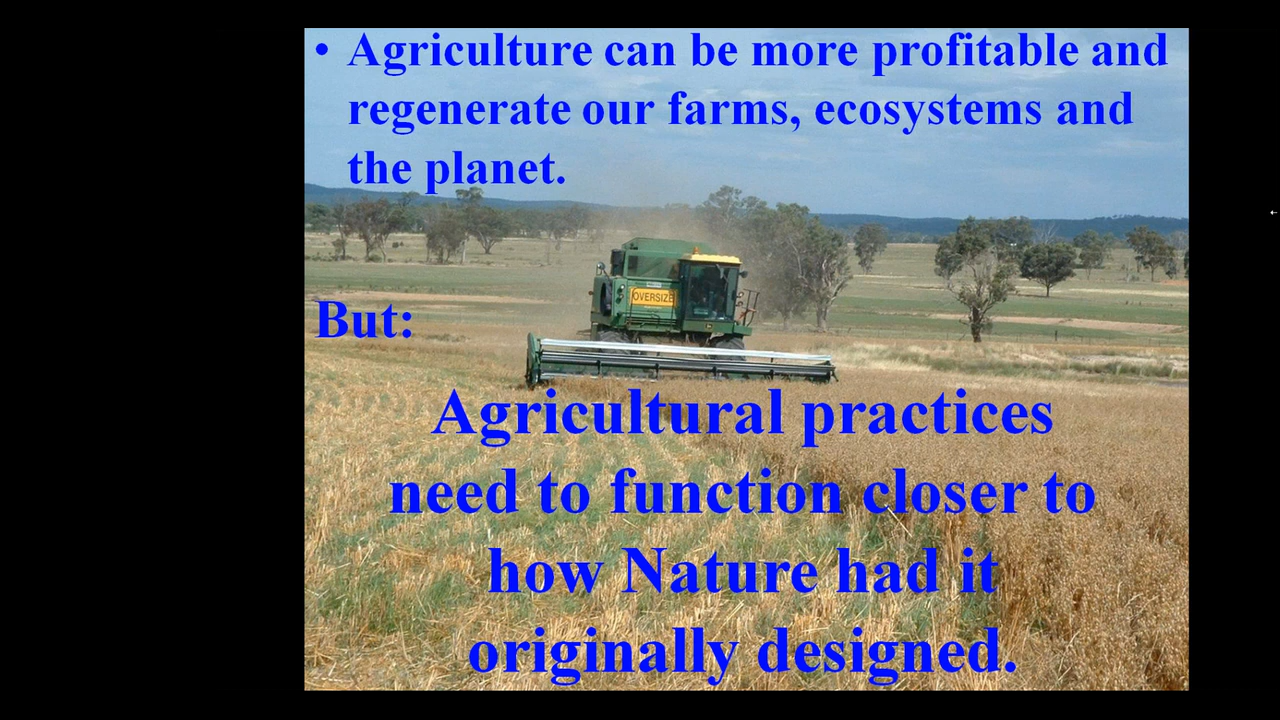 • Agriculture can be more profitable and
regenerate our farms, ecosystems and
the planet.
OVERSIZE
But:
Agricultural practices
need to function closer to
how Nature had it
originally designed.